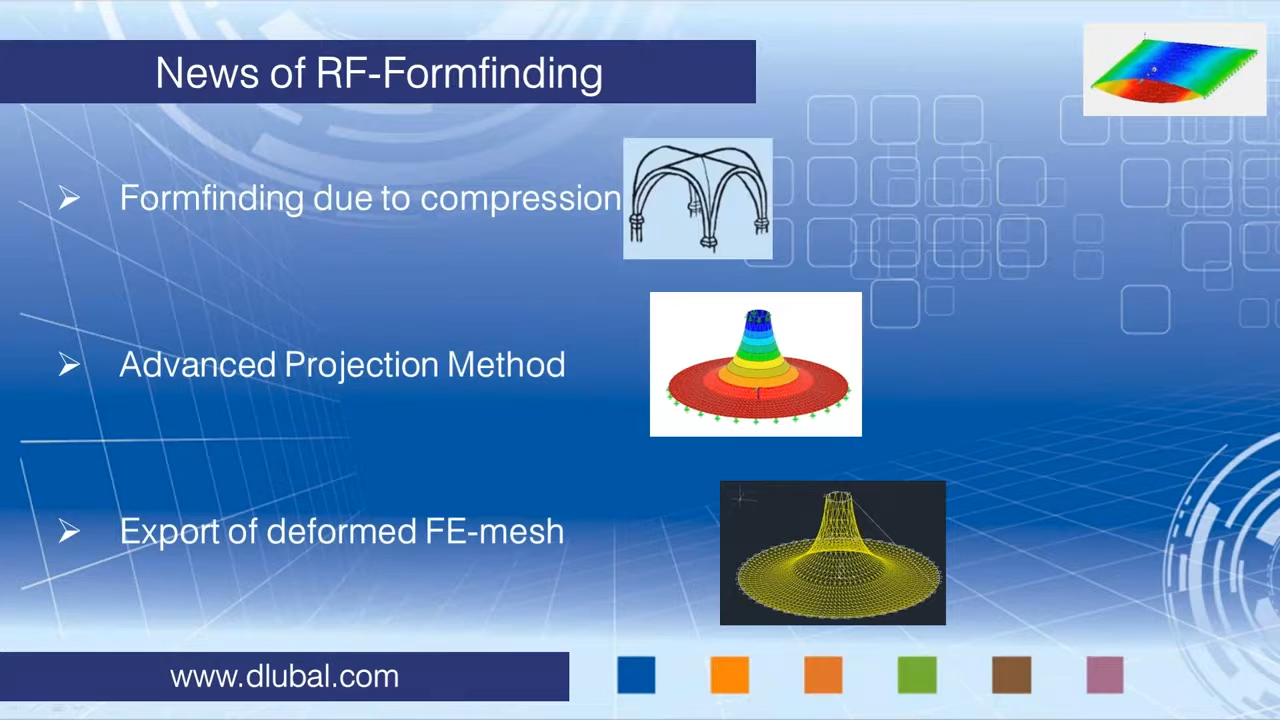 News of RF-Formfinding
Formfinding due to compression
Advanced Projection Method
Export of deformed FE-mesh
www.dlubal.com